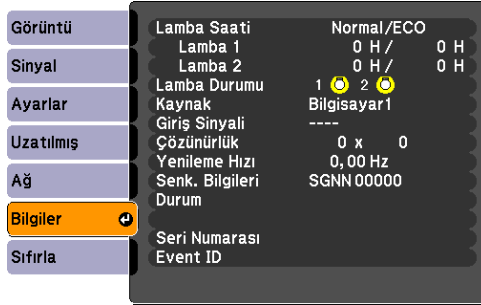 Görüntü
Sinyal
Ayarlar
Uzatılmış
Ağ
Bilgiler
Sıfırla
Lamba Saati Normal/ECO
Lamba 1 0 H / 0 H
Lamba 2 0 H / 0 H
Lamba Durumu 1 2
Kaynak Bilgisayar1
Giriş Sinyali ----
Çözünürlük 0 x 0
Yenileme Hızı 0,00 Hz
Senk. Bilgileri SGNN 00000
Durum
Seri Numarası
Event ID